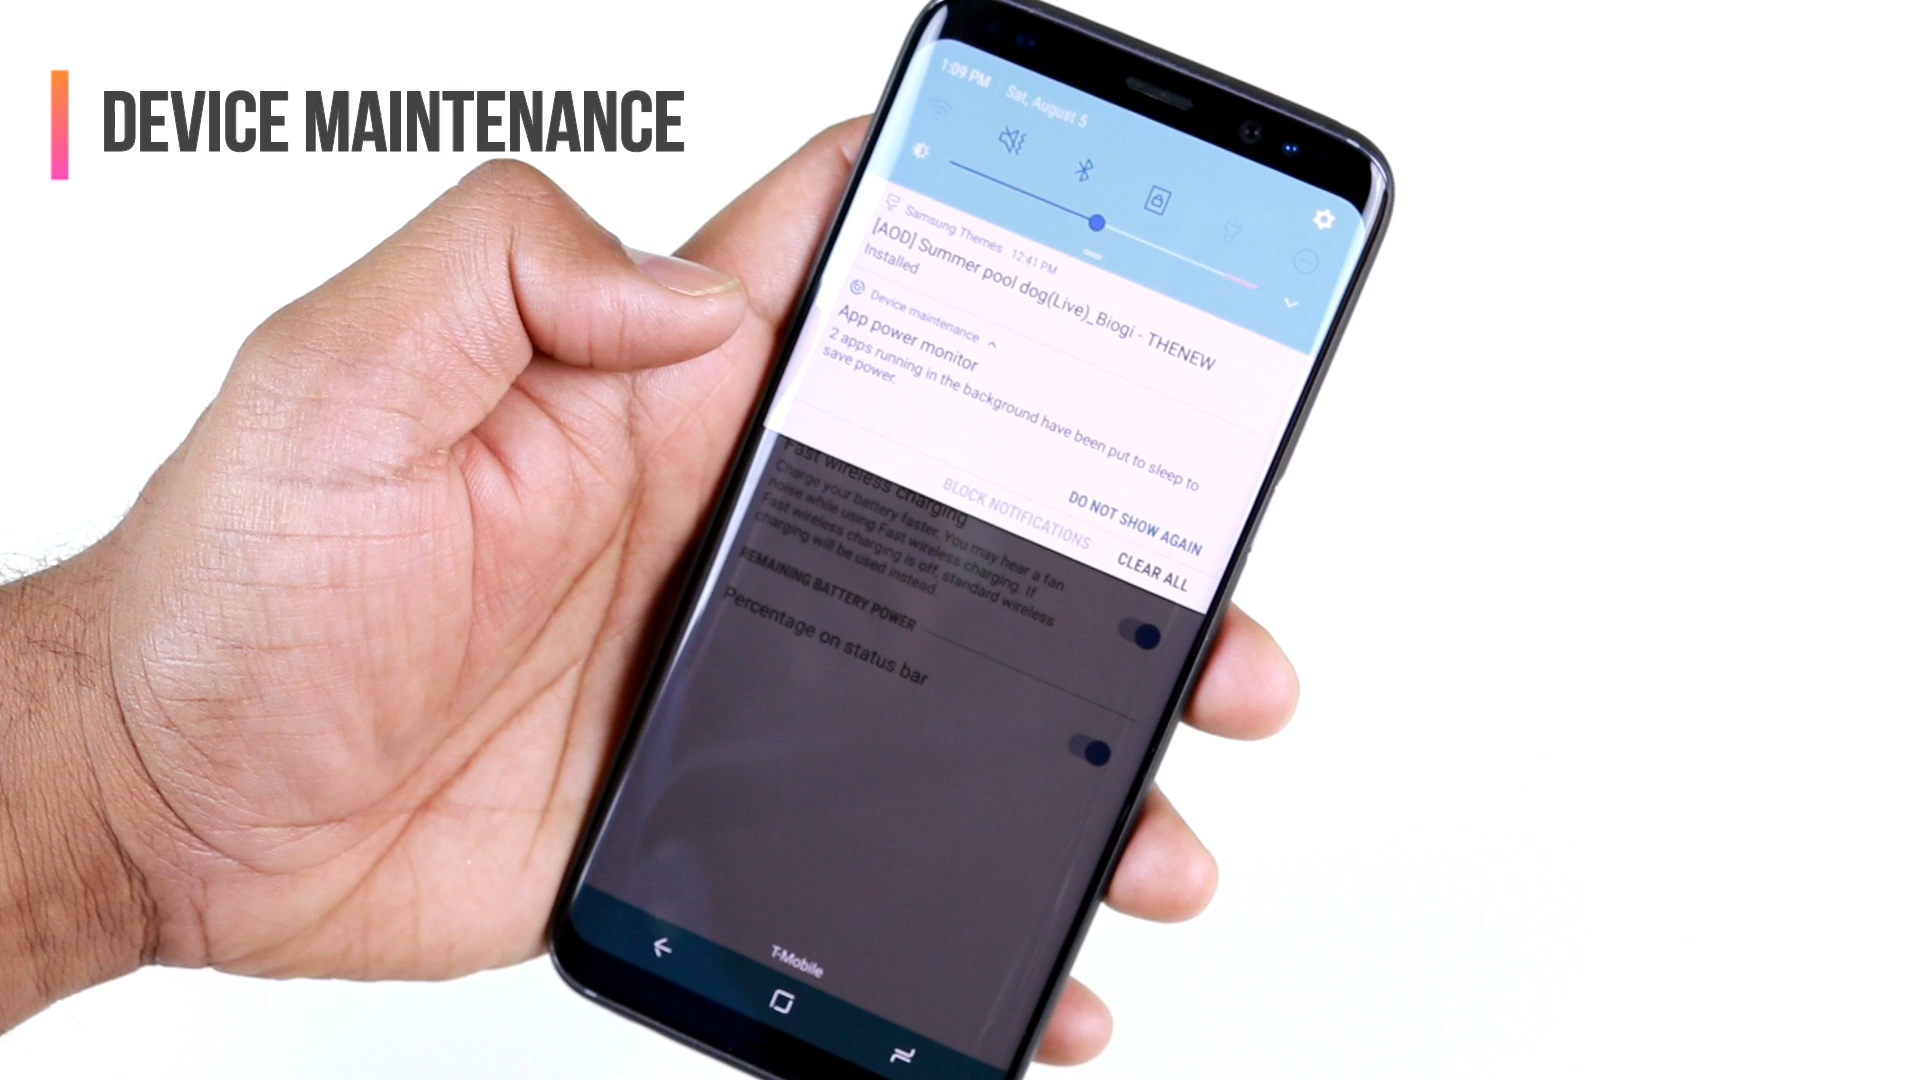 DEVICE MAINTENANCE
1:09 PM Sat, August 5
Samsung Themes 12:41 PM
[AOD] Summer pool dog(Live)_Biogi - THENEW
Installed
Device maintenance
App power monitor
2 apps running in the background have been put to sleep to
save power.
BLOCK NOTIFICATIONS DO NOT SHOW AGAIN
CLEAR ALL
Fast wireless charging
Charge your battery faster. You may hear a fan
noise while using Fast wireless charging. If
Fast wireless charging is off, standard wireless
charging will be used instead.
REMAINING BATTERY POWER
Percentage on status bar
T-Mobile